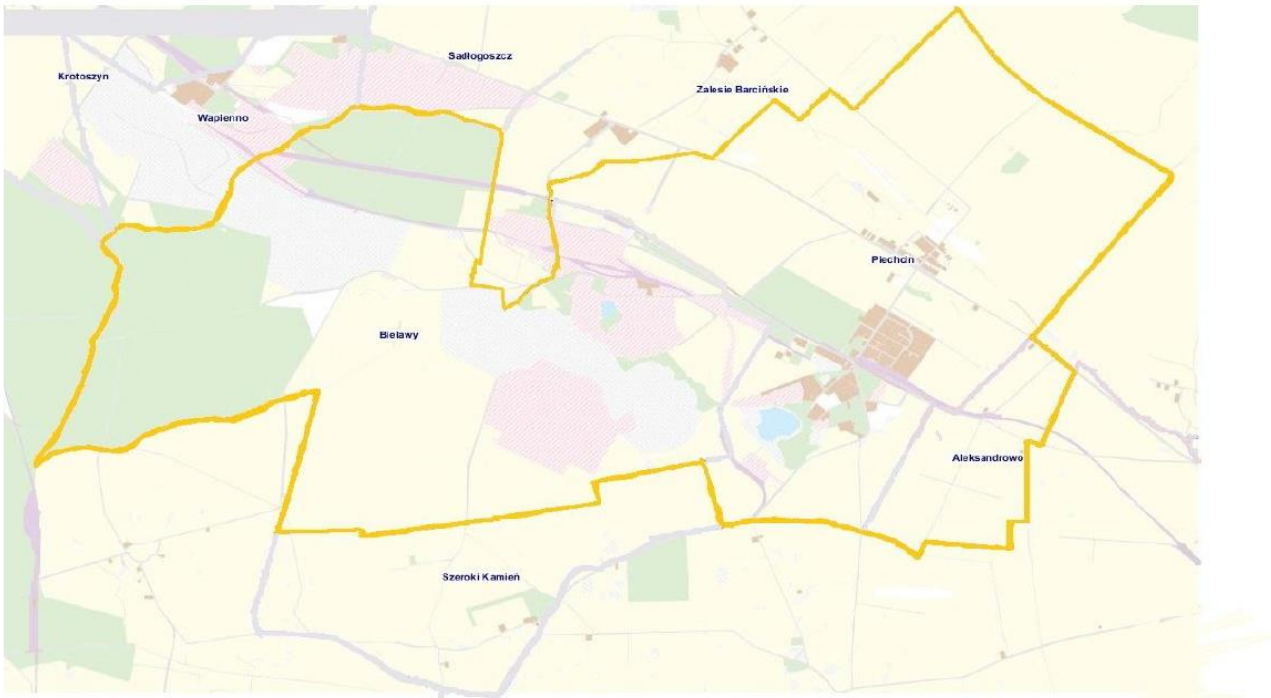 Sadłogoszcz
Krotoszyn
Zalesie Barcińskie
Wapienno
Piechcin
Bielawy
Aleksandrowo
Szeroki Kamień